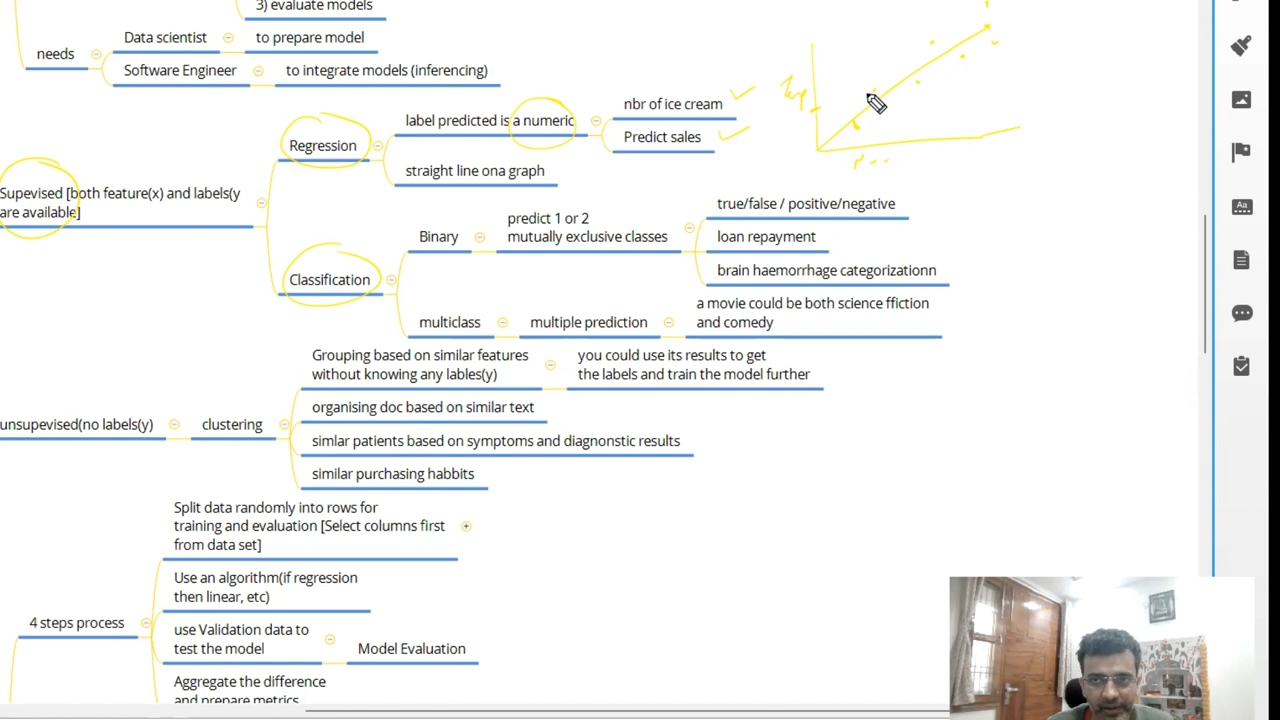 3) evaluate models
needs
Data scientist
to prepare model
Software Engineer
to integrate models (inferencing)
Supevised [both feature(x) and labels(y
are available]
Regression
label predicted is a numeric
nbr of ice cream
Predict sales
straight line ona graph
Classification
Binary
predict 1 or 2
mutually exclusive classes
true/false / positive/negative
loan repayment
brain haemorrhage categorizationn
multiclass
multiple prediction
a movie could be both science ffiction
and comedy
unsupevised(no labels(y)
clustering
Grouping based on similar features
without knowing any lables(y)
you could use its results to get
the labels and train the model further
organising doc based on similar text
simlar patients based on symptoms and diagnonstic results
similar purchasing habbits
4 steps process
Split data randomly into rows for
training and evaluation [Select columns first
from data set]
Use an algorithm(if regression
then linear, etc)
use Validation data to
test the model
Model Evaluation
Aggregate the difference
and prepare metrics
Aa